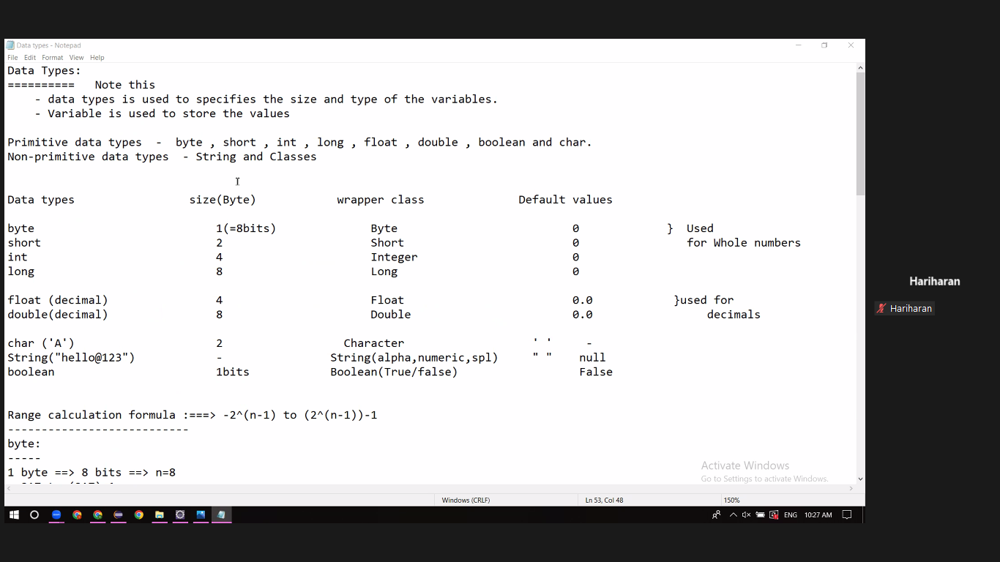 Data types - Notepad
File Edit Format View Help
Data Types:
========== Note this
- data types is used to specifies the size and type of the variables.
- Variable is used to store the values
Primitive data types - byte , short , int , long , float , double , boolean and char.
Non-primitive data types - String and Classes
Data types size(Byte) wrapper class Default values
byte 1(=8bits) Byte 0 } Used
short 2 Short 0 for Whole numbers
int 4 Integer 0
long 8 Long 0
float (decimal) 4 Float 0.0 }used for
double(decimal) 8 Double 0.0 decimals
char ('A') 2 Character ' ' -
String("hello@123") - String(alpha,numeric,spl) " " null
boolean 1bits Boolean(True/false) False
Range calculation formula :===> -2^(n-1) to (2^(n-1))-1
---------------------------
byte:
-----
1 byte ==> 8 bits ==> n=8
Activate Windows
Go to Settings to activate Windows.
Windows (CRLF) Ln 53, Col 48 150%
ENG 10:27 AM
Hariharan
Hariharan